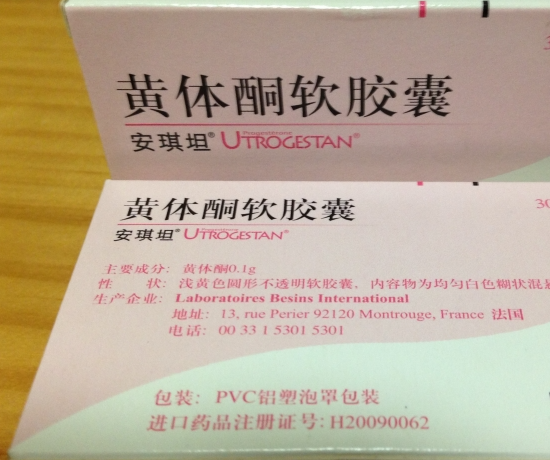 黄体酮软胶囊
安琪坦® UTROGESTAN®
黄体酮软胶囊
30
安琪坦® UTROGESTAN®
主要成分: 黄体酮0.1g
性 状: 浅黄色圆形不透明软胶囊, 内容物为均匀白色糊状混悬
生产企业: Laboratoires Besins International
地址: 13, rue Perier 92120 Montrouge, France 法国
电话: 00 33 1 5301 5301
包装: PVC铝塑泡罩包装
进口药品注册证号: H20090062